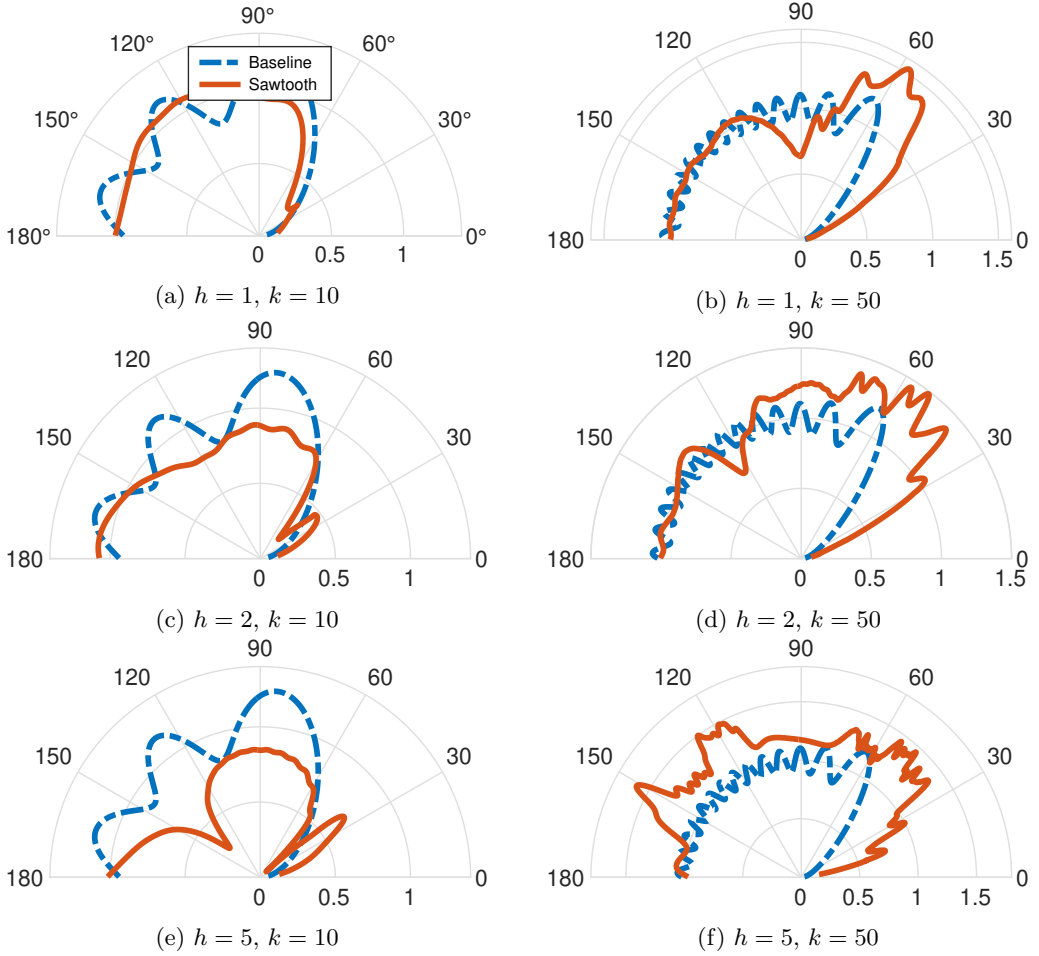 90°
120° 60°
Baseline
Sawtooth
150° 30°
180° 0°
0 0.5 1
(a) h = 1, k = 10
90
120 60
150 30
180 0
0 0.5 1 1.5
(b) h = 1, k = 50
90
120 60
150 30
180 0
0 0.5 1
(c) h = 2, k = 10
90
120 60
150 30
180 0
0 0.5 1 1.5
(d) h = 2, k = 50
90
120 60
150 30
180 0
0 0.5 1
(e) h = 5, k = 10
90
120 60
150 30
180 0
0 0.5 1 1.5
(f) h = 5, k = 50